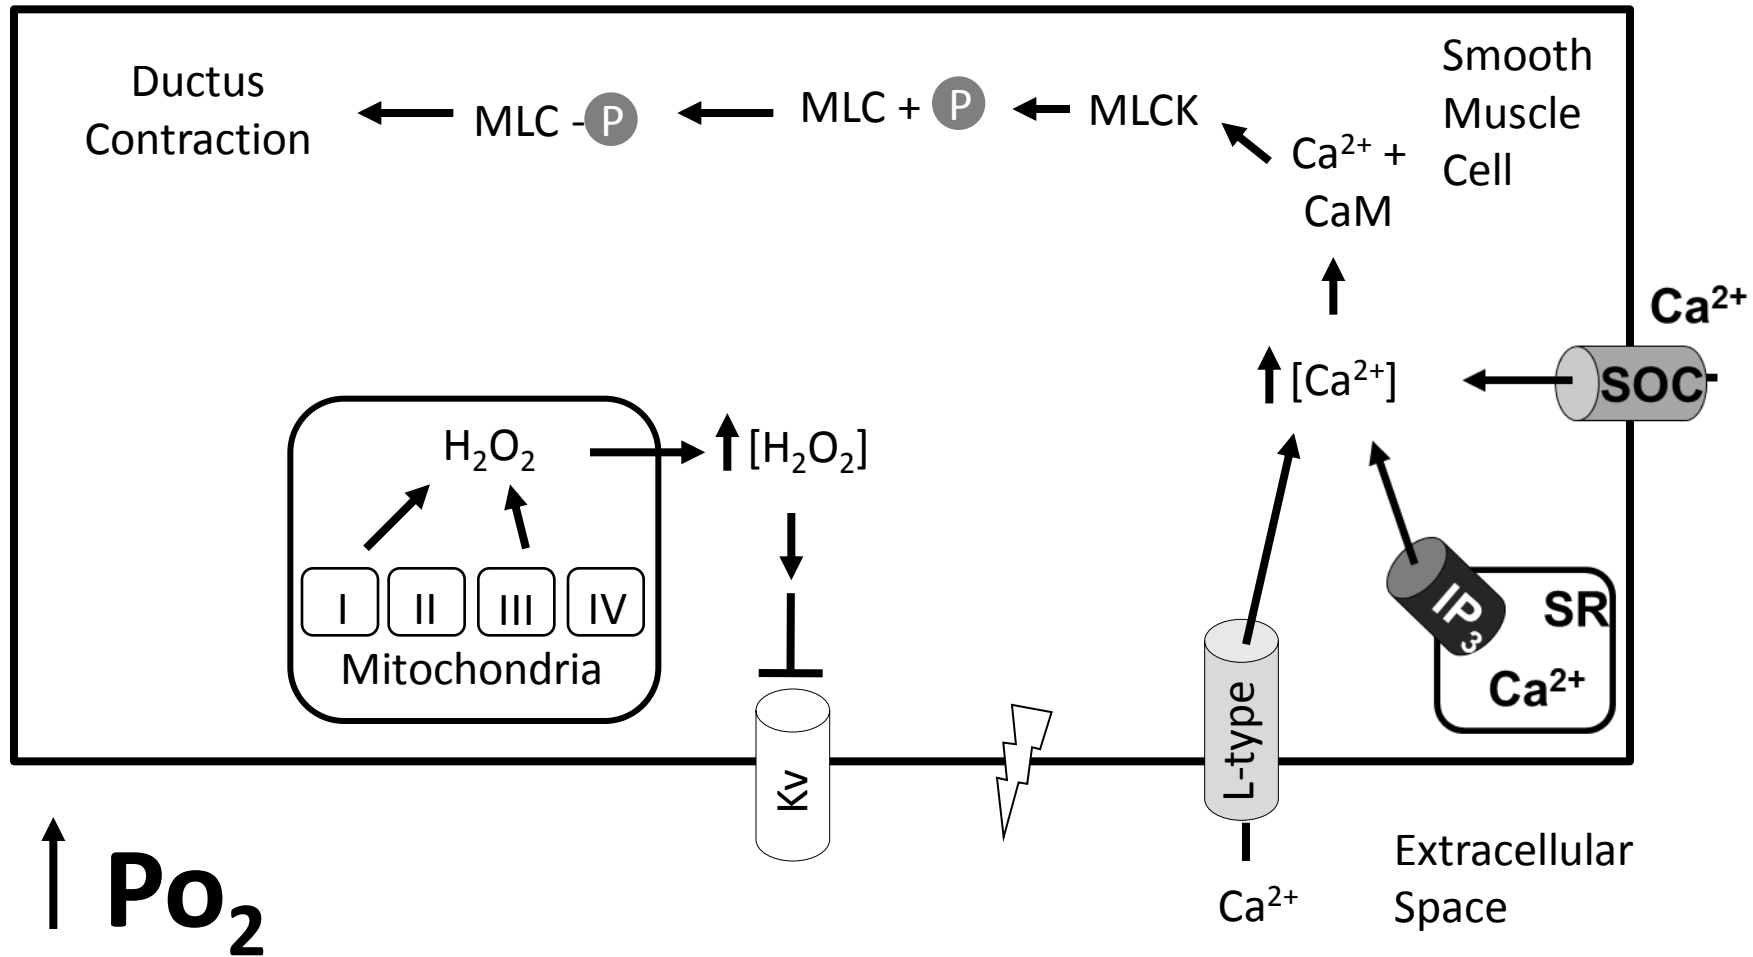 Ductus
Contraction
MLC -P
MLC + P
MLCK
Ca²⁺ +
CaM
Smooth
Muscle
Cell
Ca²⁺
SOC
[Ca²⁺]
H₂O₂
[H₂O₂]
I II III IV
Mitochondria
IP₃
SR
Ca²⁺
Kv
L-type
Ca²⁺
Extracellular
Space
Po₂